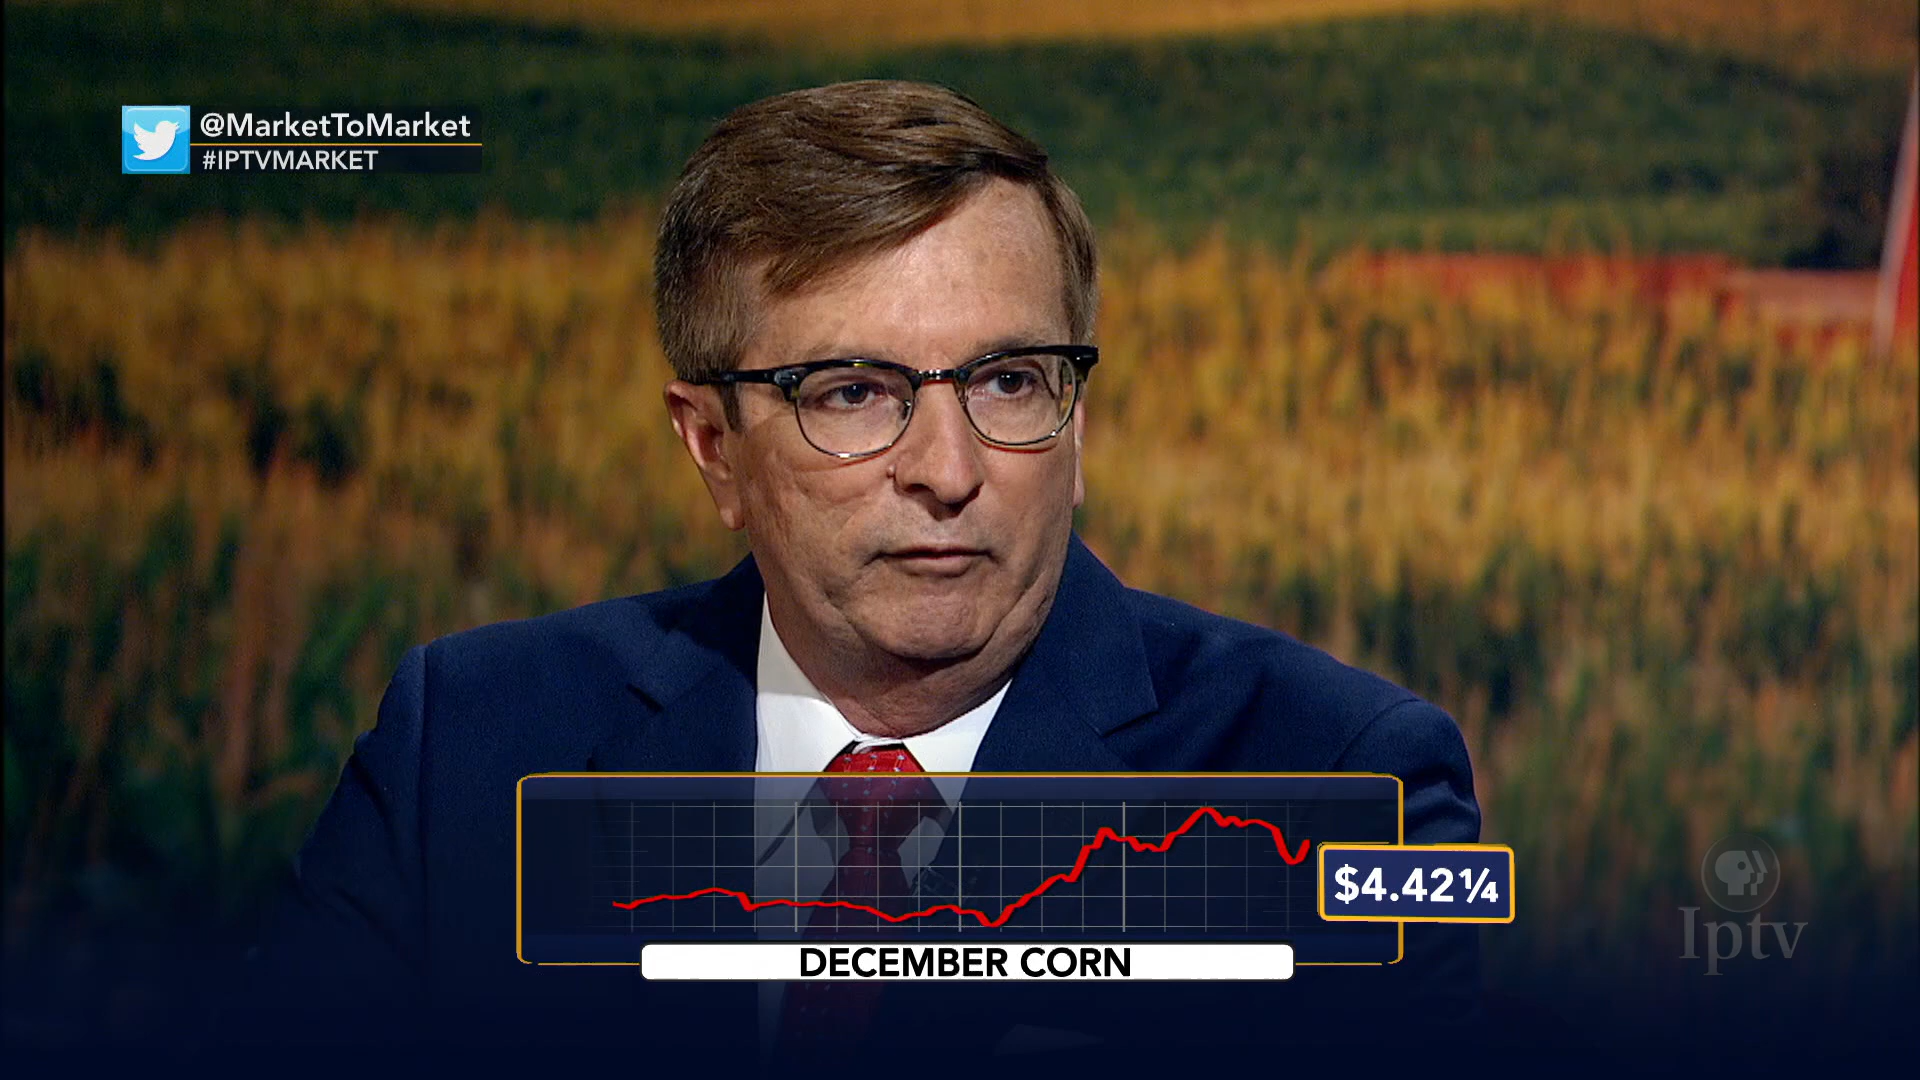 @MarketToMarket
#IPTVMARKET
$4.42¼
DECEMBER CORN
Iptv